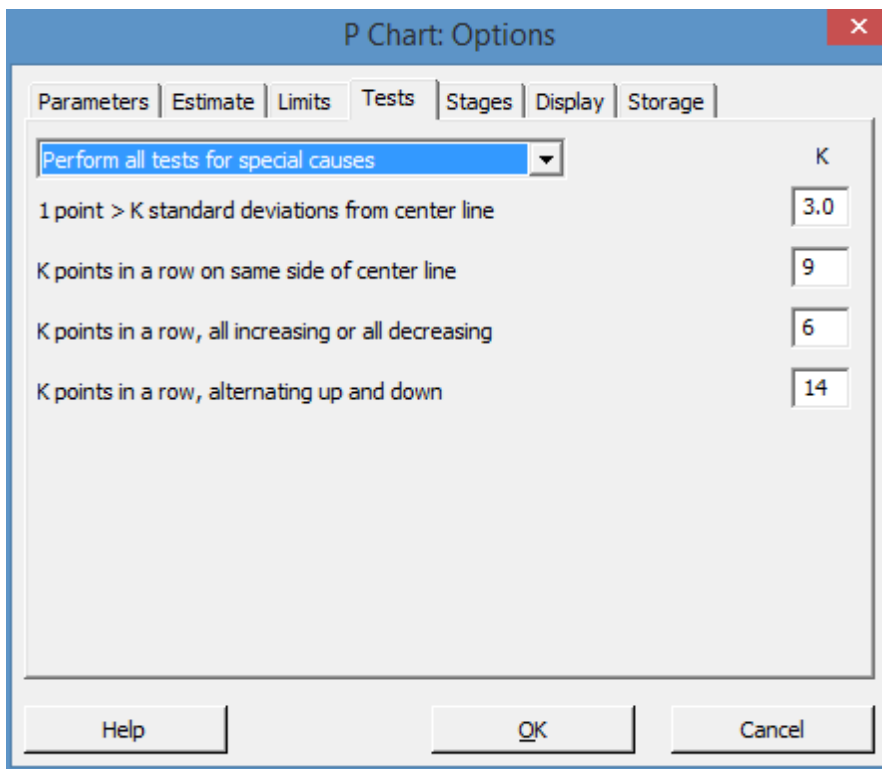 P Chart: Options
Parameters Estimate Limits Tests Stages Display Storage
Perform all tests for special causes K
1 point > K standard deviations from center line 3.0
K points in a row on same side of center line 9
K points in a row, all increasing or all decreasing 6
K points in a row, alternating up and down 14
Help OK Cancel